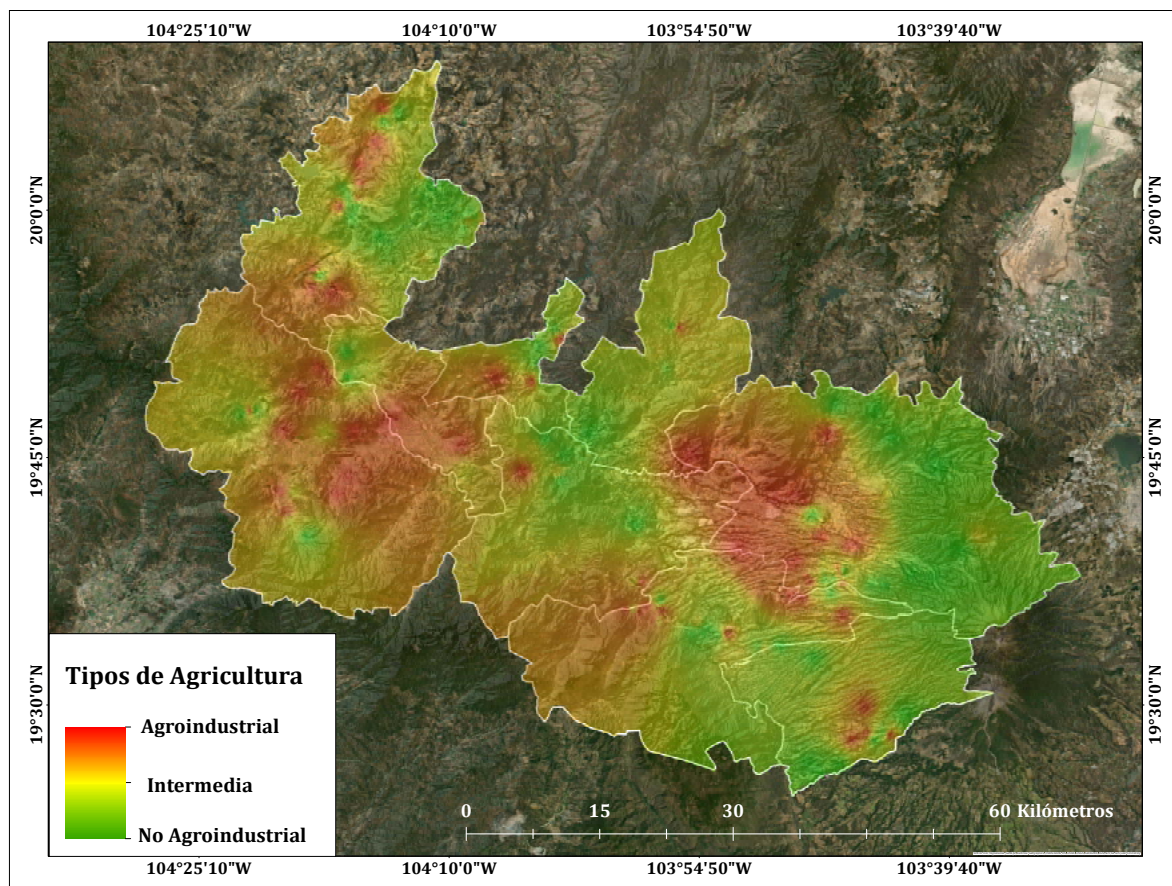 104°25'10"W 104°10'0"W 103°54'50"W 103°39'40"W
20°0'0"N 20°0'0"N
19°45'0"N 19°45'0"N
19°30'0"N 19°30'0"N
Tipos de Agricultura
Agroindustrial
Intermedia
No Agroindustrial
0 15 30 60 Kilómetros
104°25'10"W 104°10'0"W 103°54'50"W 103°39'40"W